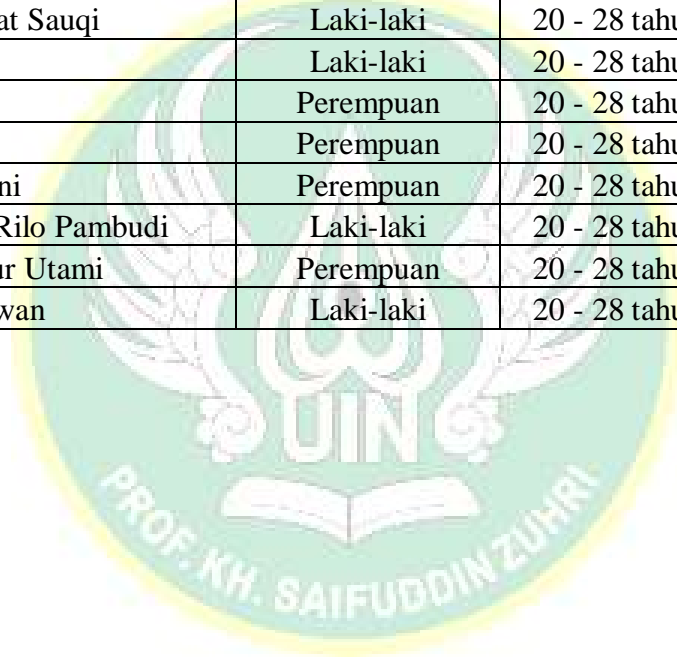 at Sauqi Laki-laki 20 - 28 tahu
Laki-laki 20 - 28 tahu
Perempuan 20 - 28 tahu
Perempuan 20 - 28 tahu
ni Perempuan 20 - 28 tahu
Rilo Pambudi Laki-laki 20 - 28 tahu
ur Utami Perempuan 20 - 28 tahu
wan Laki-laki 20 - 28 tahu
UIN
PROF. KH. SAIFUDDIN ZUHRI